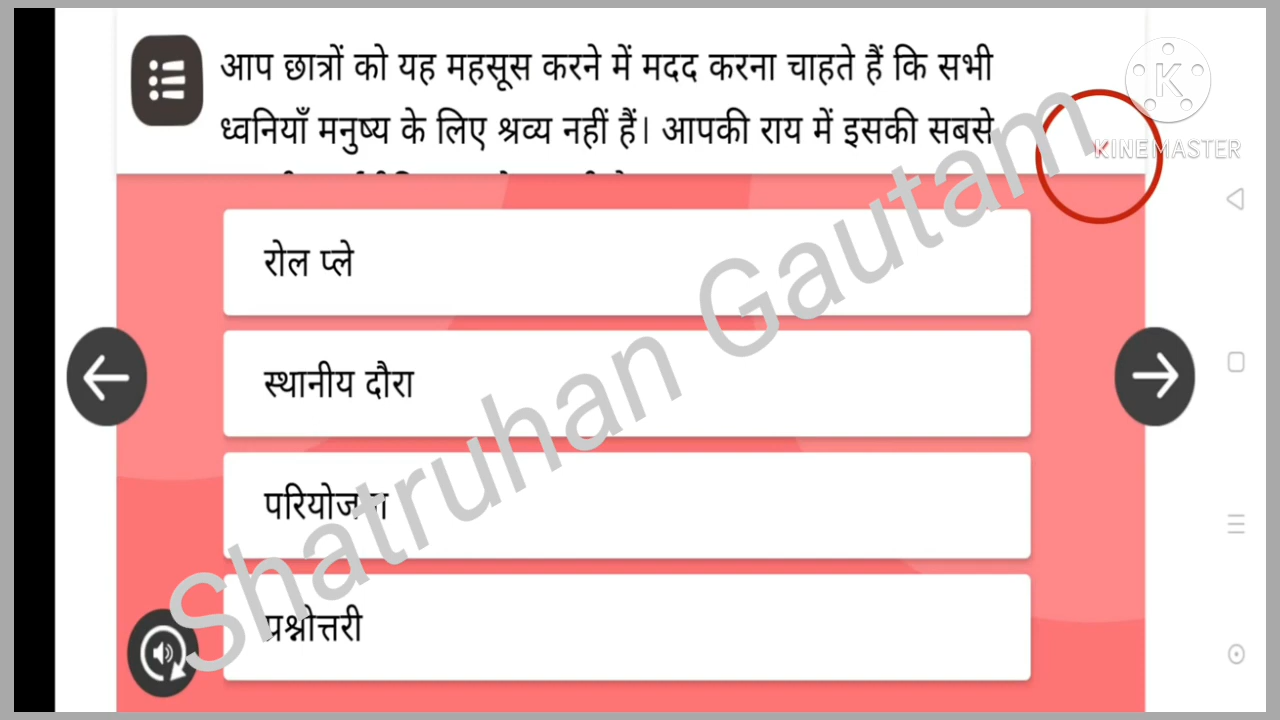 आप छात्रों को यह महसूस करने में मदद करना चाहते हैं कि सभी
ध्वनियाँ मनुष्य के लिए श्रव्य नहीं हैं। आपकी राय में इसकी सबसे
K
KINEMASTER
रोल प्ले
स्थानीय दौरा
परियोजना
प्रश्नोत्तरी
Shatruhan Gautam